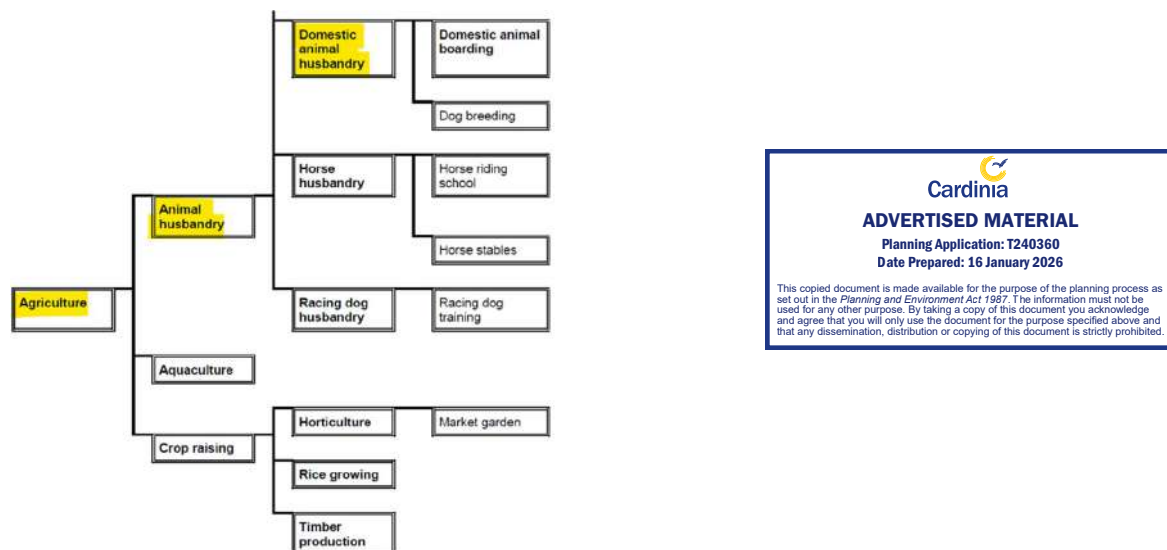 Domestic
animal
husbandry
Domestic animal
boarding
Dog breeding
Horse
husbandry
Horse riding
school
Animal
husbandry
Horse stables
Agriculture
Racing dog
husbandry
Racing dog
training
Aquaculture
Horticulture
Market garden
Crop raising
Rice growing
Timber
production
Cardinia
ADVERTISED MATERIAL
Planning Application: T240360
Date Prepared: 16 January 2026
This copied document is made available for the purpose of the planning process as
set out in the Planning and Environment Act 1987. The information must not be
used for any other purpose. By taking a copy of this document you acknowledge
and agree that you will only use the document for the purpose specified above and
that any dissemination, distribution or copying of this document is strictly prohibited.